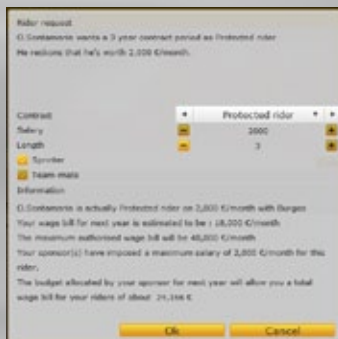 Rider request
O.Santamaria wants a 3 year contract period as Protected rider
He reckons that he's worth 2,000 €/month.
Contract Protected rider
Salary 2000
Length 3
Sprinter
Team-mate
Information
O.Santamaria is actually Protected rider on 2,000 €/month with Burgos
Your wage bill for next year is estimated to be : 18,000 €/month
The maximum authorised wage bill will be 40,000 €/month
Your sponsor(s) have imposed a maximum salary of 2,000 €/month for this
rider.
The budget allocated by your sponsor for next year will allow you a total
wage bill for your riders of about 24,166 €
Ok Cancel